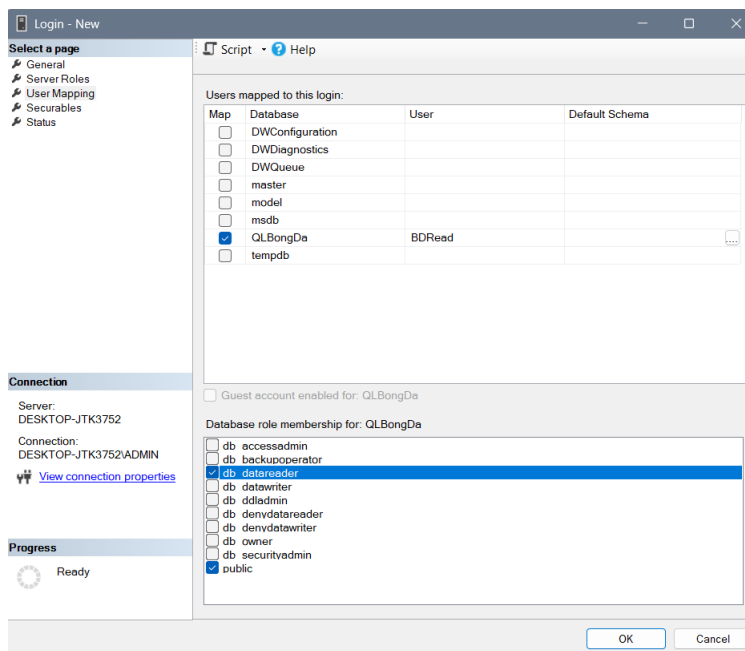 Login - New
Select a page
General
Server Roles
User Mapping
Securables
Status
Script Help
Users mapped to this login:
Map Database User Default Schema
DWConfiguration
DWDiagnostics
DWQueue
master
model
msdb
QLBongDa BDRead ....
tempdb
Guest account enabled for: QLBongDa
Database role membership for: QLBongDa
db_accessadmin
db_backupoperator
db_datareader
db_datawriter
db_ddladmin
db_denydatareader
db_denydatawriter
db_owner
db_securityadmin
public
Connection
Server:
DESKTOP-JTK3752
Connection:
DESKTOP-JTK3752\ADMIN
View connection properties
Progress
Ready
OK Cancel